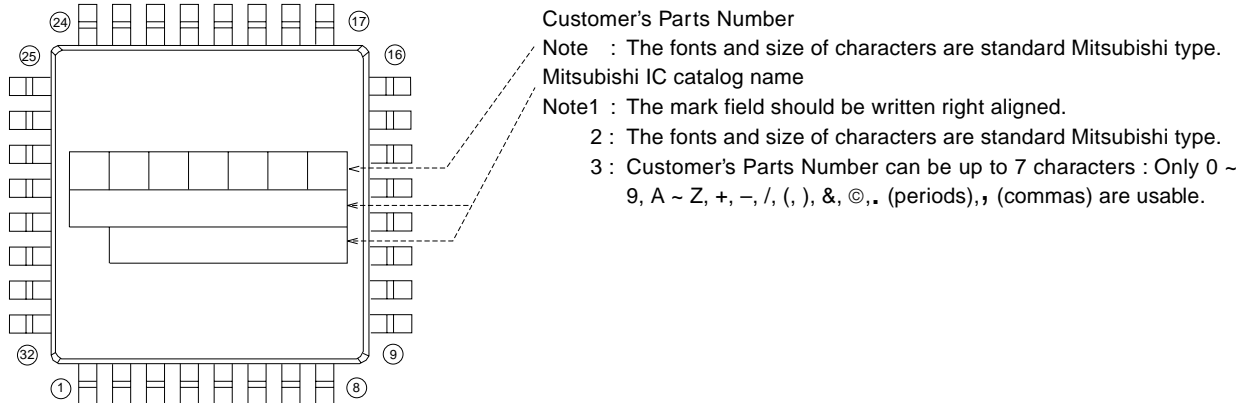 Customer's Parts Number
Note : The fonts and size of characters are standard Mitsubishi type.
Mitsubishi IC catalog name
Note1 : The mark field should be written right aligned.
2 : The fonts and size of characters are standard Mitsubishi type.
3 : Customer's Parts Number can be up to 7 characters : Only 0 ~
9, A ~ Z, +, –, /, (, ), &, ©, . (periods), , (commas) are usable.
24
17
25
16
32
9
1
8